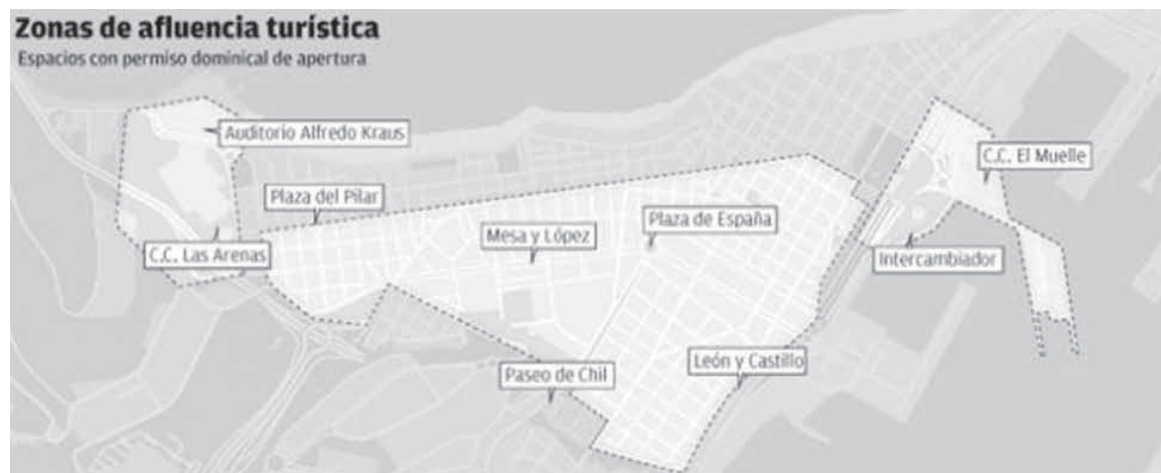 Zonas de afluencia turística
Espacios con permiso dominical de apertura
Auditorio Alfredo Kraus
C.C. El Muelle
Plaza del Pilar
Plaza de España
Mesa y López
C.C. Las Arenas
Intercambiador
León y Castillo
Paseo de Chil